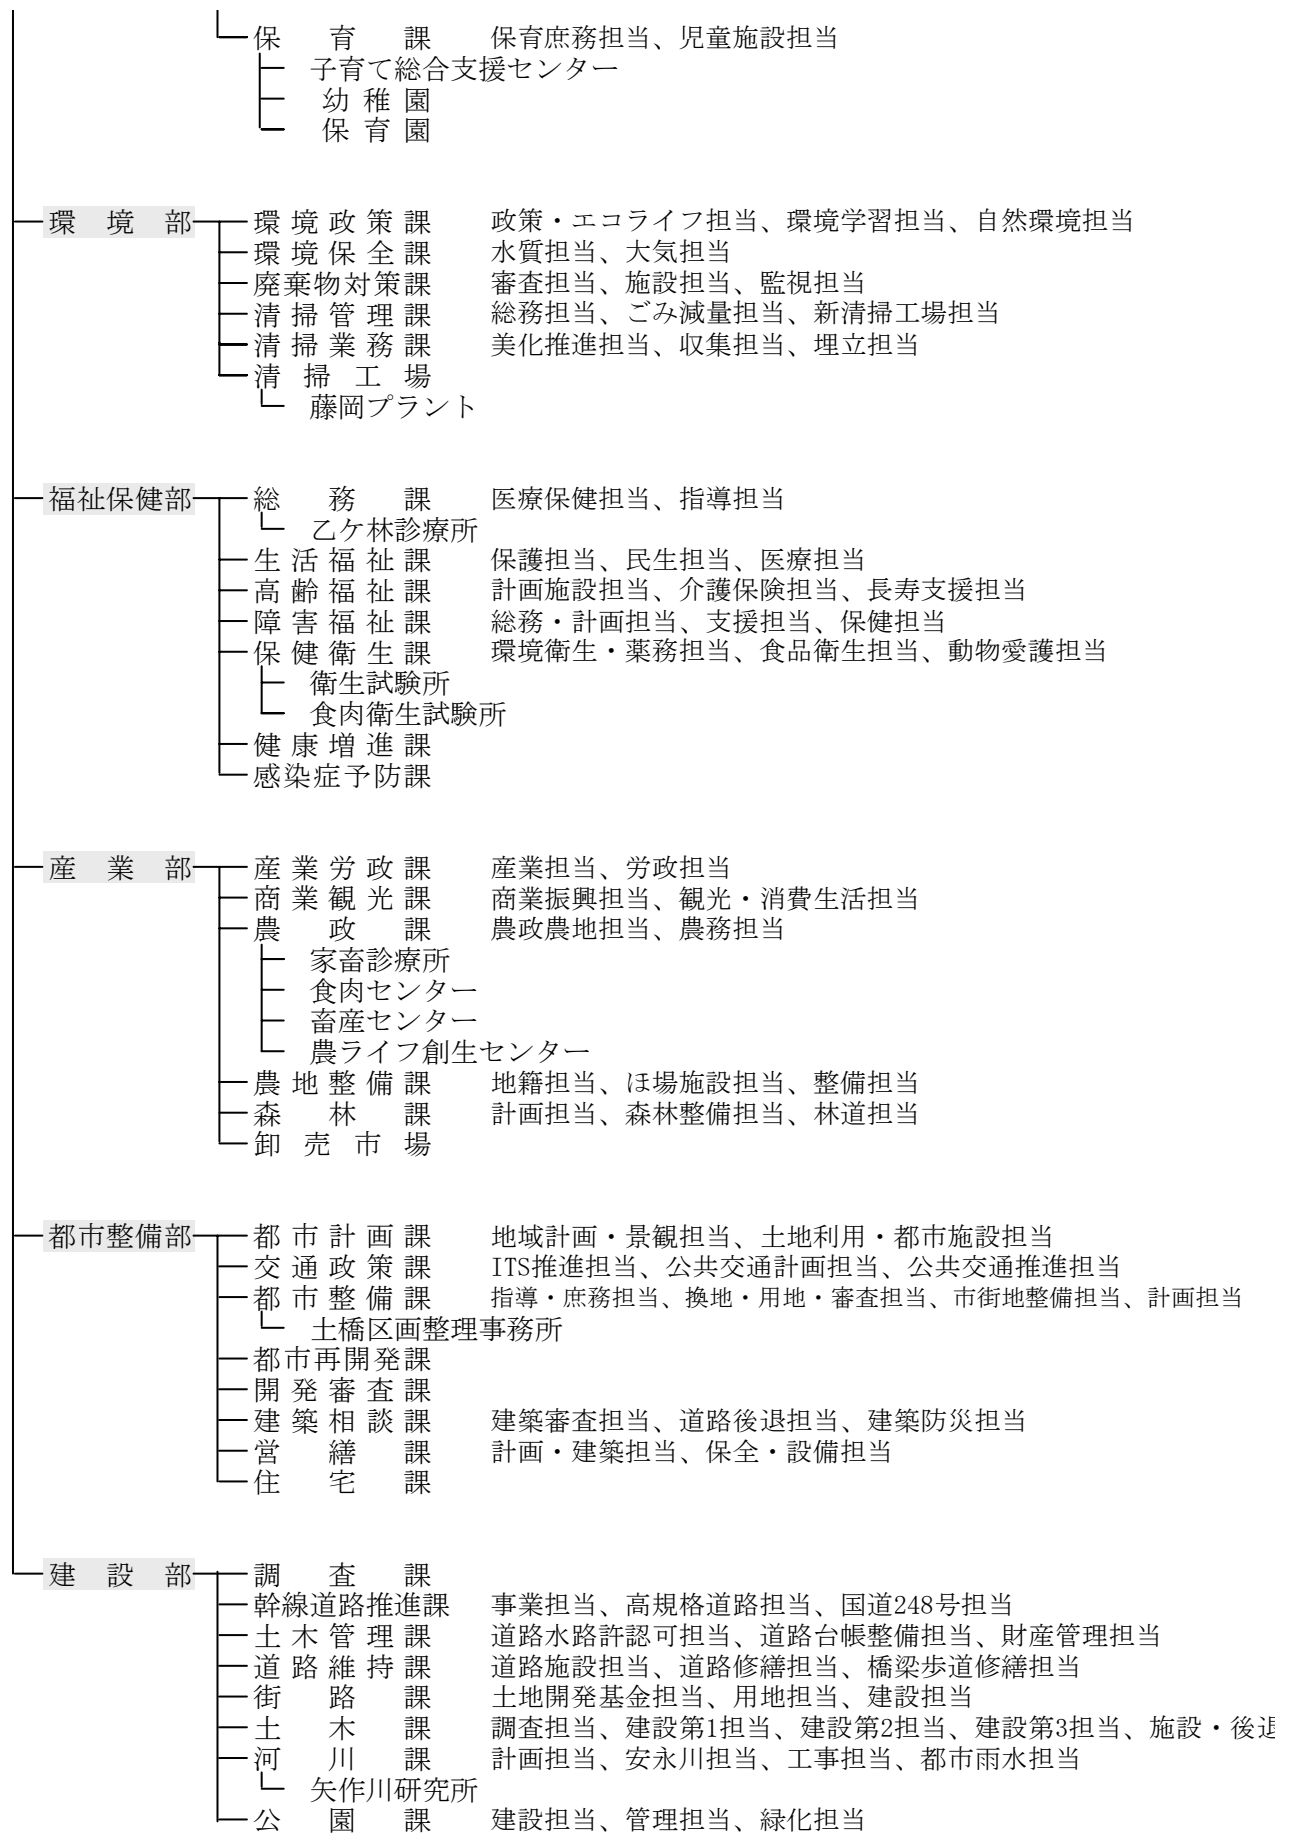 保育課 保育庶務担当、児童施設担当
子育て総合支援センター
幼稚園
保育園
環境部 環境政策課 政策・エコライフ担当、環境学習担当、自然環境担当
環境保全課 水質担当、大気担当
廃棄物対策課 審査担当、施設担当、監視担当
清掃管理課 総務担当、ごみ減量担当、新清掃工場担当
清掃業務課 美化推進担当、収集担当、埋立担当
清掃工場
藤岡プラント
福祉保健部 総務課 医療保健担当、指導担当
乙ケ林診療所
生活福祉課 保護担当、民生担当、医療担当
高齢福祉課 計画施設担当、介護保険担当、長寿支援担当
障害福祉課 総務・計画担当、支援担当、保健担当
保健衛生課 環境衛生・薬務担当、食品衛生担当、動物愛護担当
衛生試験所
食肉衛生試験所
健康増進課
感染症予防課
産業部 産業労政課 産業担当、労政担当
商業観光課 商業振興担当、観光・消費生活担当
農政課 農政農地担当、農務担当
家畜診療所
食肉センター
畜産センター
農ライフ創生センター
農地整備課 地籍担当、ほ場施設担当、整備担当
森林課 計画担当、森林整備担当、林道担当
卸売市場
都市整備部 都市計画課 地域計画・景観担当、土地利用・都市施設担当
交通政策課 ITS推進担当、公共交通計画担当、公共交通推進担当
都市整備課 指導・庶務担当、換地・用地・審査担当、市街地整備担当、計画担当
土橋区画整理事務所
都市再開発課
開発審査課
建築相談課 建築審査担当、道路後退担当、建築防災担当
営繕課 計画・建築担当、保全・設備担当
住宅課
建設部 調査課
幹線道路推進課 事業担当、高規格道路担当、国道248号担当
土木管理課 道路水路許認可担当、道路台帳整備担当、財産管理担当
道路維持課 道路施設担当、道路修繕担当、橋梁歩道修繕担当
街路課 土地開発基金担当、用地担当、建設担当
土木課 調査担当、建設第1担当、建設第2担当、建設第3担当、施設・後退
河川課 計画担当、安永川担当、工事担当、都市雨水担当
矢作川研究所
公園課 建設担当、管理担当、緑化担当